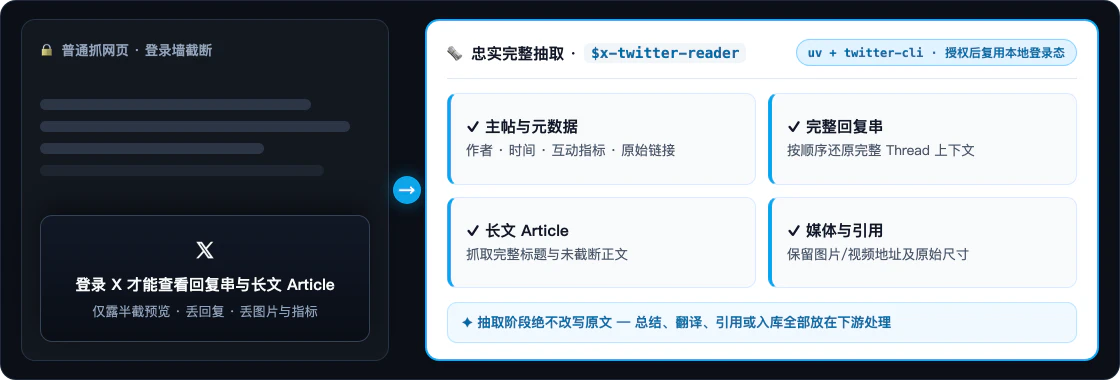 🔒 普通抓网页 · 登录墙截断
𝕏
登录 X 才能查看回复串与长文 Article
仅露半截预览 · 丢回复 · 丢图片与指标
→
🗞️ 忠实完整抽取 · $x-twitter-reader
uv + twitter-cli · 授权后复用本地登录态
✓ 主帖与元数据
作者 · 时间 · 互动指标 · 原始链接
✓ 完整回复串
按顺序还原完整 Thread 上下文
✓ 长文 Article
抓取完整标题与未截断正文
✓ 媒体与引用
保留图片/视频地址及原始尺寸
✦ 抽取阶段绝不改写原文 — 总结、翻译、引用或入库全部放在下游处理